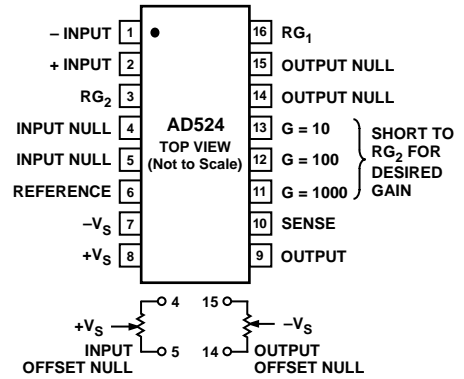 – INPUT 1
+ INPUT 2
RG2 3
INPUT NULL 4
INPUT NULL 5
REFERENCE 6
–VS 7
+VS 8
AD524
TOP VIEW
(Not to Scale)
16 RG1
15 OUTPUT NULL
14 OUTPUT NULL
13 G = 10
12 G = 100
11 G = 1000
10 SENSE
9 OUTPUT
SHORT TO
RG2 FOR
DESIRED
GAIN
4
+VS
5
INPUT
OFFSET NULL
15
–VS
14
OUTPUT
OFFSET NULL